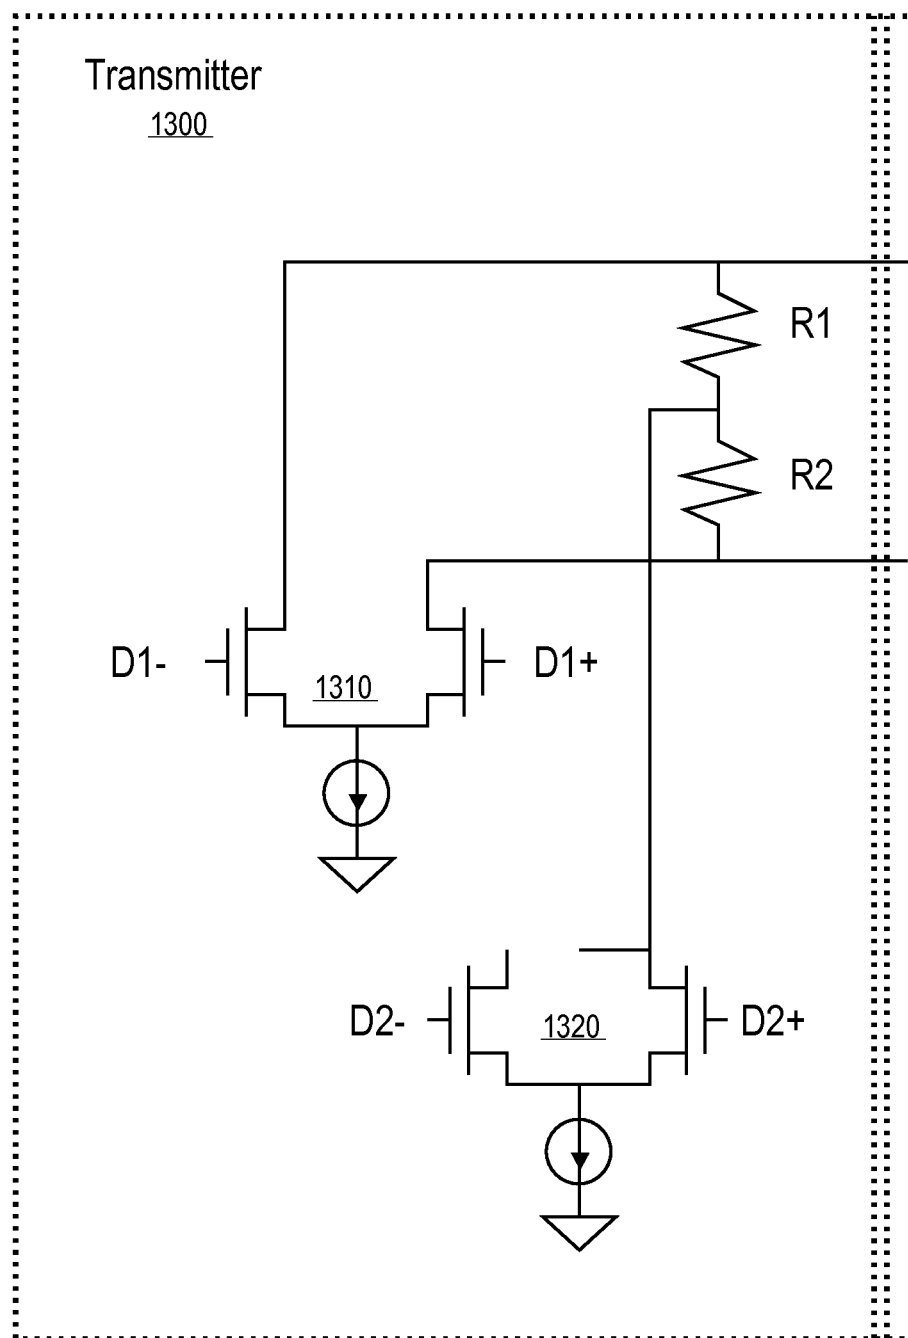 Transmitter
1300
R1
R2
D1-
1310
D1+
D2-
1320
D2+